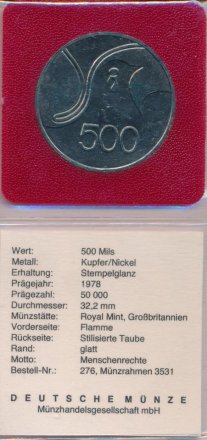 500
Wert: 500 Mils
Metall: Kupfer/Nickel
Erhaltung: Stempelglanz
Prägejahr: 1978
Prägezahl: 50 000
Durchmesser: 32,2 mm
Münzstätte: Royal Mint, Großbritannien
Vorderseite: Flamme
Rückseite: Stilisierte Taube
Rand: glatt
Motto: Menschenrechte
Bestell-Nr.: 276, Münzrahmen 3531
DEUTSCHE MÜNZE
Münzhandelsgesellschaft mbH